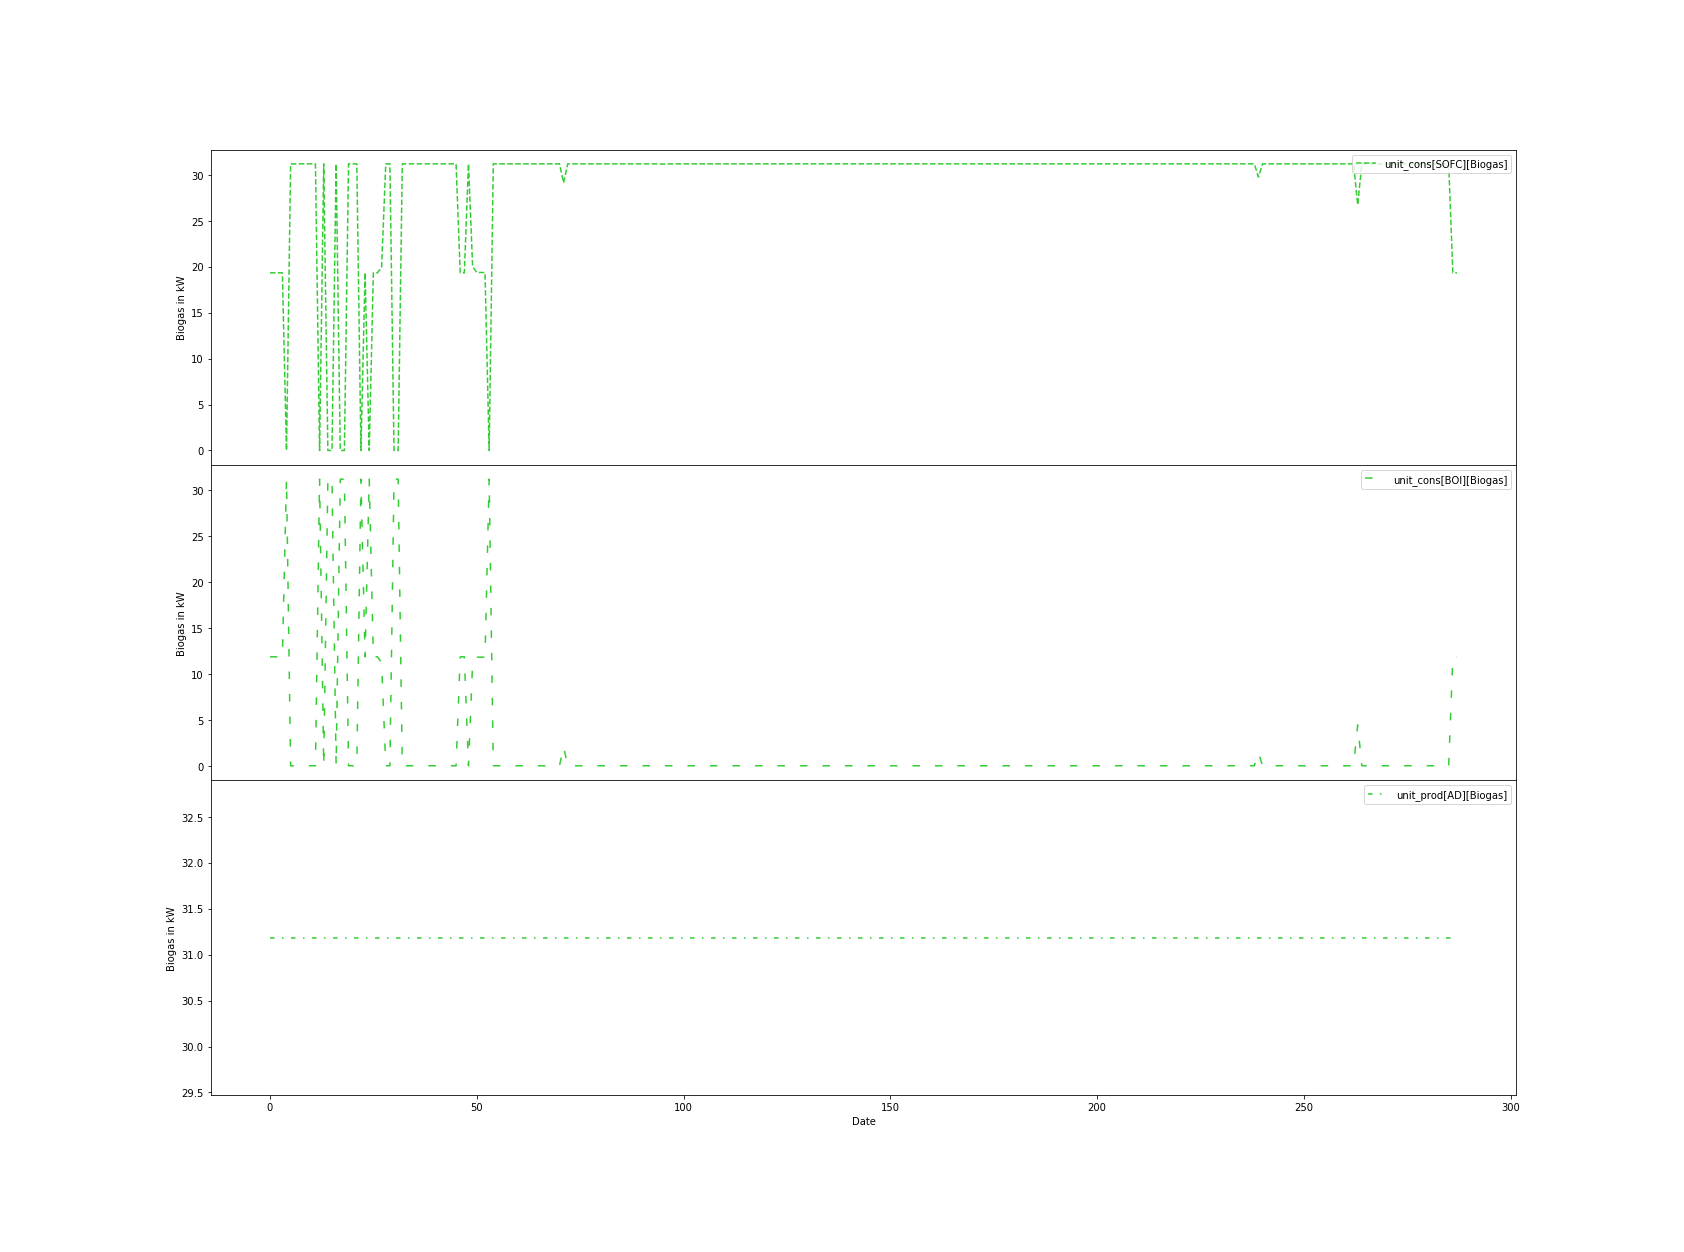 unit_cons[SOFC][Biogas]
30
25
20
15
10
5
0
Biogas in kW
unit_cons[BOI][Biogas]
30
25
20
15
10
5
0
Biogas in kW
unit_prod[AD][Biogas]
32.5
32.0
31.5
31.0
30.5
30.0
29.5
Biogas in kW
0 50 100 150 200 250 300
Date